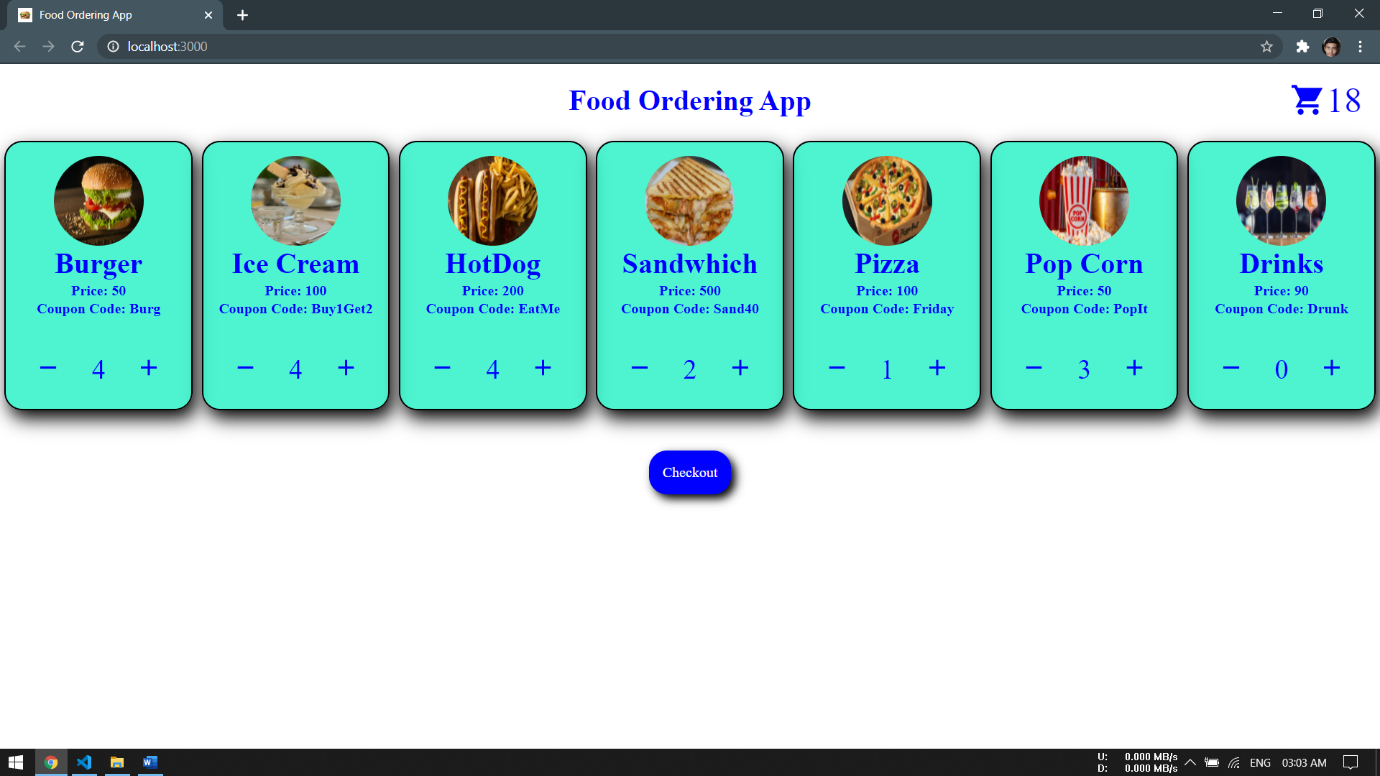 Food Ordering App
localhost:3000
Food Ordering App
18
Burger
Price: 50
Coupon Code: Burg
− 4 +
Ice Cream
Price: 100
Coupon Code: Buy1Get2
− 4 +
HotDog
Price: 200
Coupon Code: EatMe
− 4 +
Sandwhich
Price: 500
Coupon Code: Sand40
− 2 +
Pizza
Price: 100
Coupon Code: Friday
− 1 +
POP CORN
Pop Corn
Price: 50
Coupon Code: PopIt
− 3 +
Drinks
Price: 90
Coupon Code: Drunk
− 0 +
Checkout
U: 0.000 MB/s
D: 0.000 MB/s
ENG
03:03 AM